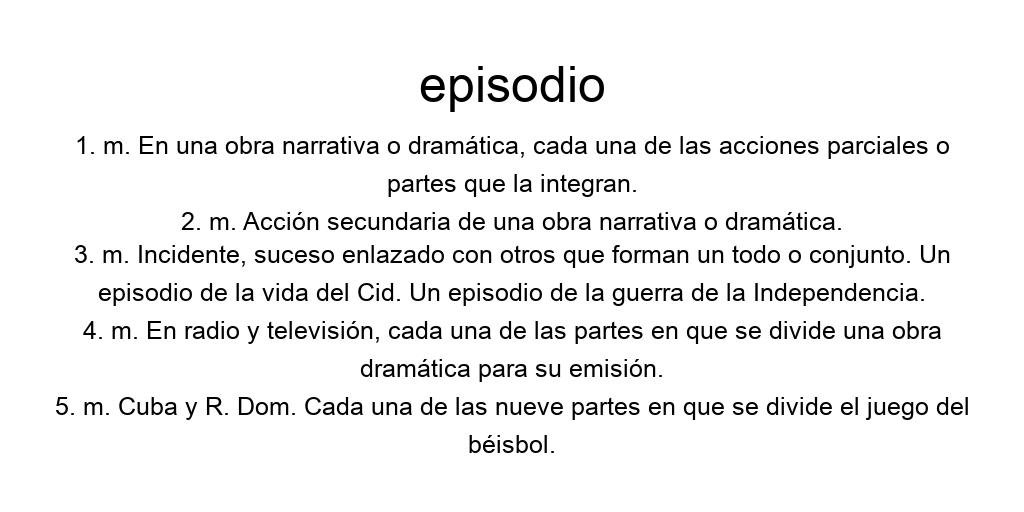 episodio
1. m. En una obra narrativa o dramática, cada una de las acciones parciales o
partes que la integran.
2. m. Acción secundaria de una obra narrativa o dramática.
3. m. Incidente, suceso enlazado con otros que forman un todo o conjunto. Un
episodio de la vida del Cid. Un episodio de la guerra de la Independencia.
4. m. En radio y televisión, cada una de las partes en que se divide una obra
dramática para su emisión.
5. m. Cuba y R. Dom. Cada una de las nueve partes en que se divide el juego del
béisbol.